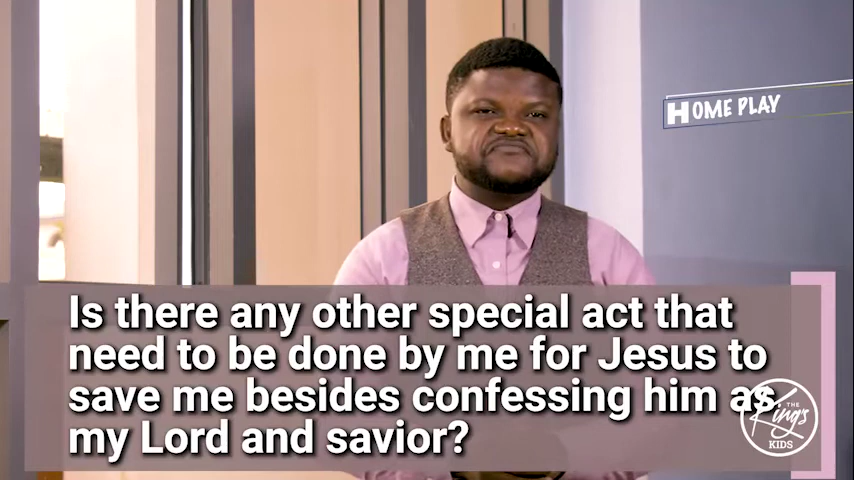 HOME PLAY
Is there any other special act that
need to be done by me for Jesus to
save me besides confessing him as
my Lord and savior?
THE
King's
KIDS